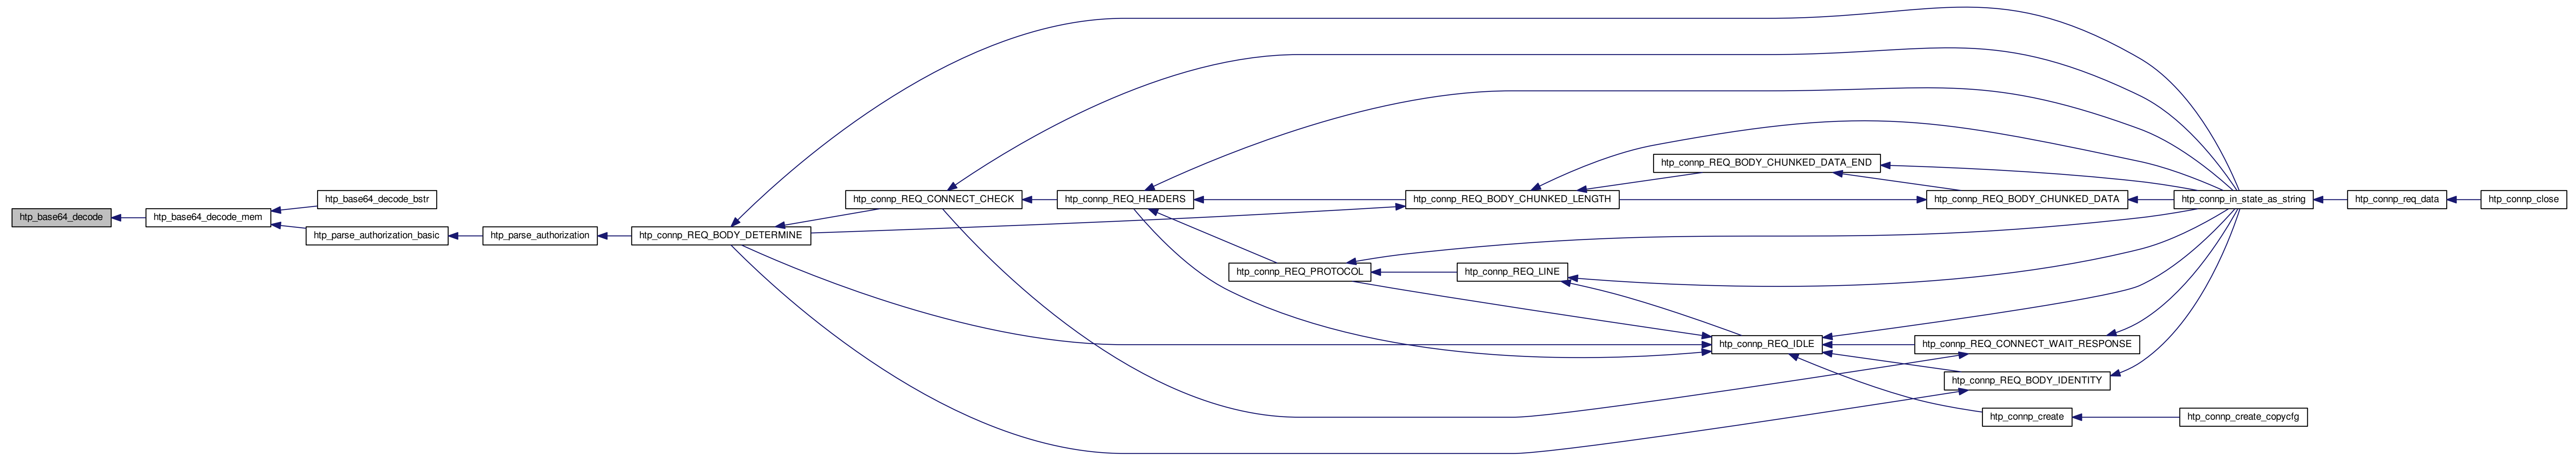 htp_base64_decode
htp_base64_decode_mem
htp_base64_decode_bstr
htp_parse_authorization_basic
htp_parse_authorization
htp_connp_REQ_BODY_DETERMINE
htp_connp_REQ_CONNECT_CHECK
htp_connp_REQ_HEADERS
htp_connp_REQ_PROTOCOL
htp_connp_REQ_BODY_CHUNKED_LENGTH
htp_connp_REQ_LINE
htp_connp_REQ_BODY_CHUNKED_DATA_END
htp_connp_REQ_IDLE
htp_connp_REQ_BODY_CHUNKED_DATA
htp_connp_REQ_CONNECT_WAIT_RESPONSE
htp_connp_REQ_BODY_IDENTITY
htp_connp_create
htp_connp_in_state_as_string
htp_connp_create_copycfg
htp_connp_req_data
htp_connp_close